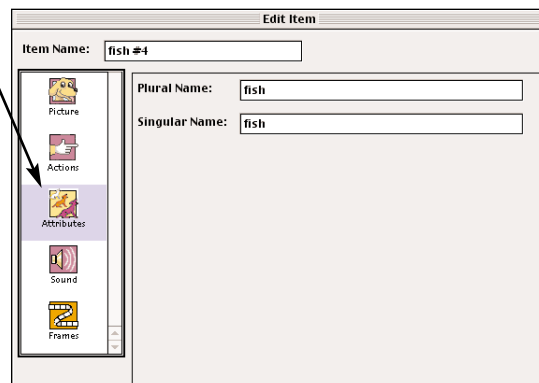 Edit Item
Item Name: fish #4
Picture
Actions
Attributes
Sound
Frames
Plural Name: fish
Singular Name: fish